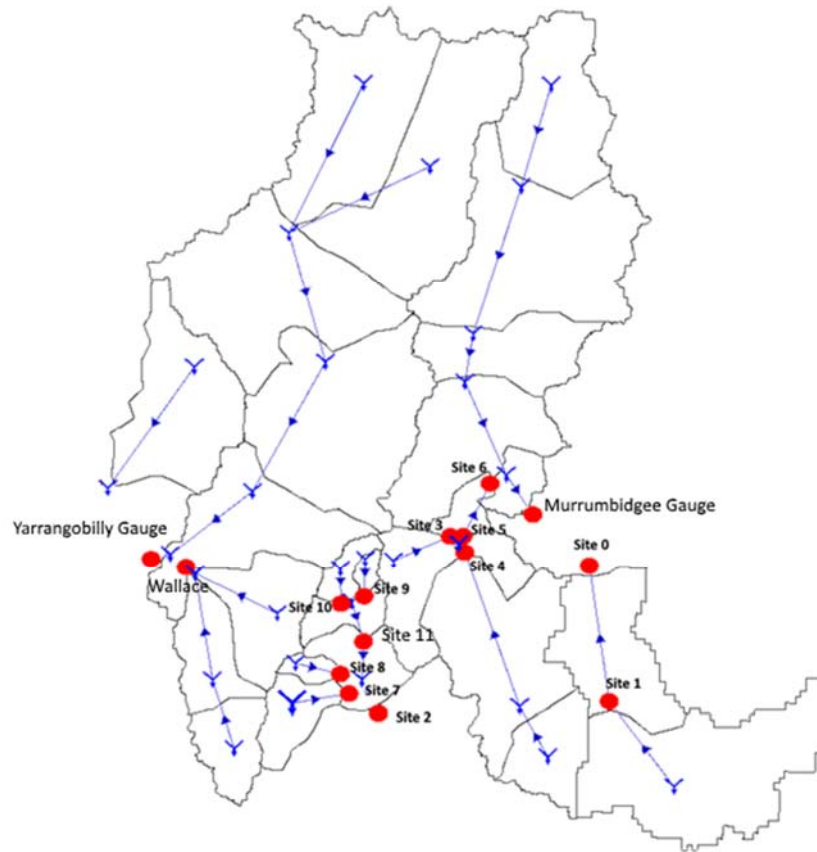 Site 6
Murrumbidgee Gauge
Site 3
Site 5
Yarrangobilly Gauge
Site 4
Site 0
Wallace
Site 9
Site 10
Site 11
Site 8
Site 7
Site 1
Site 2